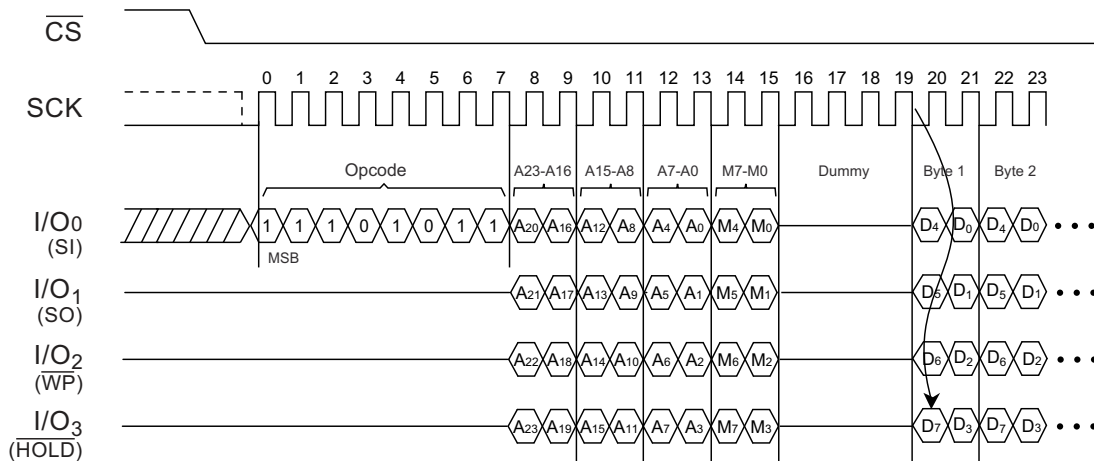 CS
0 1 2 3 4 5 6 7 8 9 10 11 12 13 14 15 16 17 18 19 20 21 22 23
SCK
Opcode A23-A16 A15-A8 A7-A0 M7-M0 Dummy Byte 1 Byte 2
I/O0 1 1 1 0 1 0 1 1 A20 A16 A12 A8 A4 A0 M4 M0 D4 D0 D4 D0 • • •
(SI)
MSB
I/O1 A21 A17 A13 A9 A5 A1 M5 M1 D5 D1 D5 D1 • • •
(SO)
I/O2 A22 A18 A14 A10 A6 A2 M6 M2 D6 D2 D6 D2 • • •
(WP)
I/O3 A23 A19 A15 A11 A7 A3 M7 M3 D7 D3 D7 D3 • • •
(HOLD)